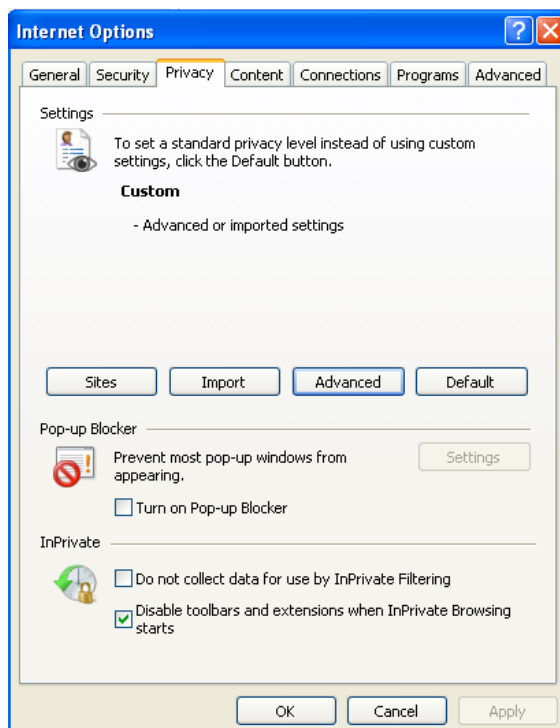 Internet Options
General Security Privacy Content Connections Programs Advanced
Settings
To set a standard privacy level instead of using custom
settings, click the Default button.
Custom
- Advanced or imported settings
Sites Import Advanced Default
Pop-up Blocker
Prevent most pop-up windows from
appearing.
Settings
Turn on Pop-up Blocker
InPrivate
Do not collect data for use by InPrivate Filtering
Disable toolbars and extensions when InPrivate Browsing
starts
OK Cancel Apply